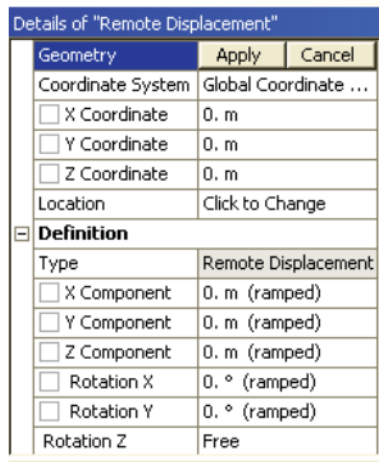 Details of "Remote Displacement"
Geometry Apply Cancel
Coordinate System Global Coordinate ...
X Coordinate 0. m
Y Coordinate 0. m
Z Coordinate 0. m
Location Click to Change
Definition
Type Remote Displacement
X Component 0. m (ramped)
Y Component 0. m (ramped)
Z Component 0. m (ramped)
Rotation X 0. ° (ramped)
Rotation Y 0. ° (ramped)
Rotation Z Free